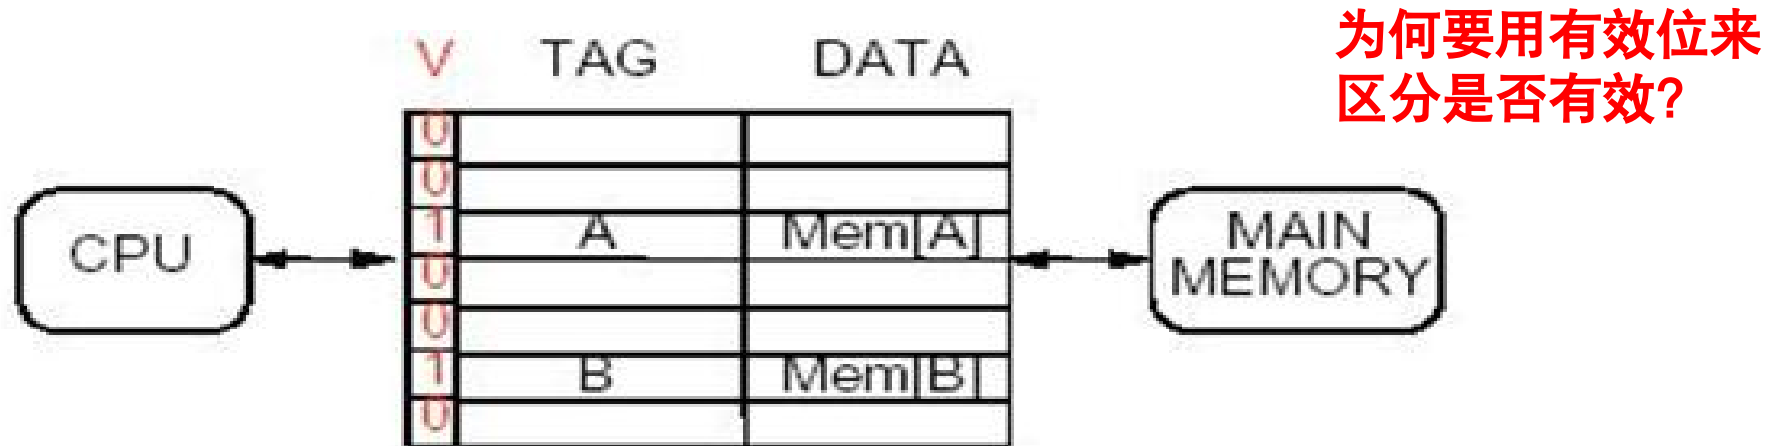 为何要用有效位来
区分是否有效?
V TAG DATA
0
0
1 A Mem[A]
0
0
1 B Mem[B]
0
CPU
MAIN
MEMORY